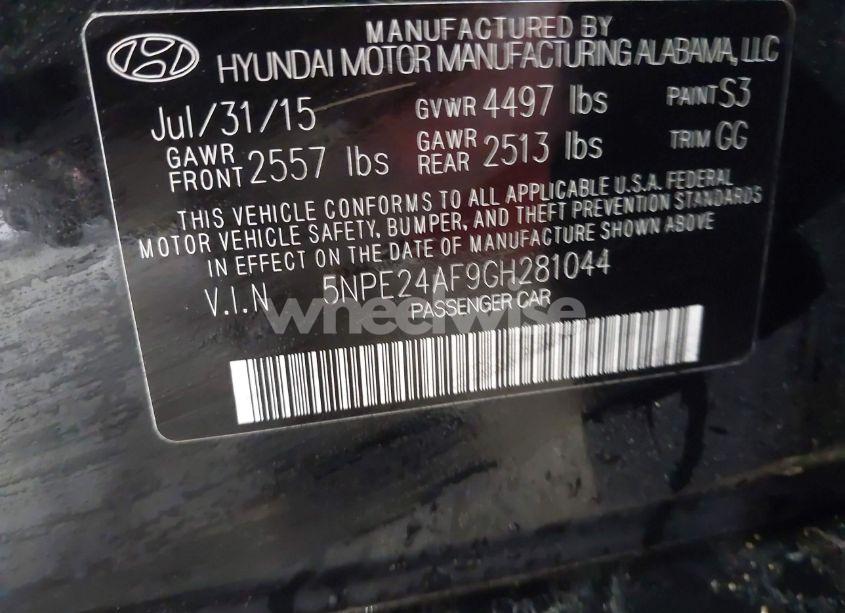 MANUFACTURED BY
HYUNDAI MOTOR MANUFACTURING ALABAMA, LLC
Jul/31/15 GVWR 4497 lbs PAINT S3
GAWR FRONT 2557 lbs GAWR REAR 2513 lbs TRIM GG
THIS VEHICLE CONFORMS TO ALL APPLICABLE U.S.A. FEDERAL
MOTOR VEHICLE SAFETY, BUMPER, AND THEFT PREVENTION STANDARDS
IN EFFECT ON THE DATE OF MANUFACTURE SHOWN ABOVE
V.I.N 5NPE24AF9GH281044
PASSENGER CAR
wheelwise